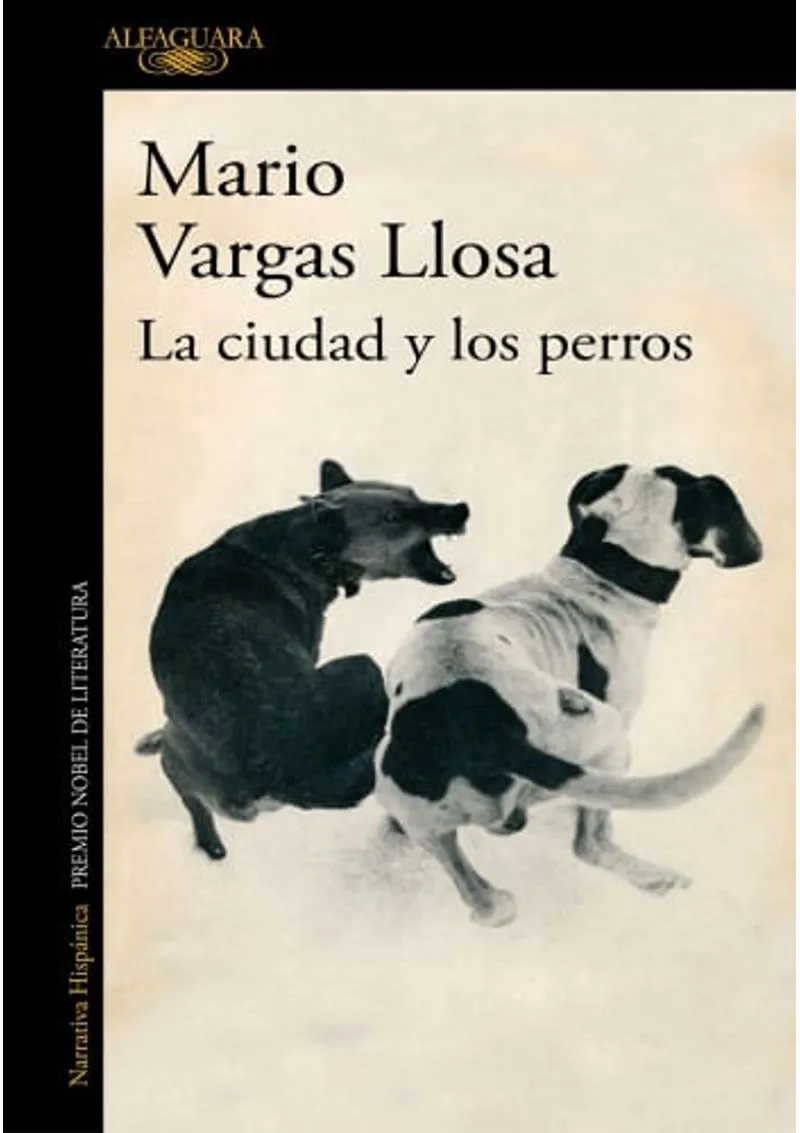 ALFAGUARA
Mario
Vargas Llosa
La ciudad y los perros
Narrativa Hispánica PREMIO NOBEL DE LITERATURA